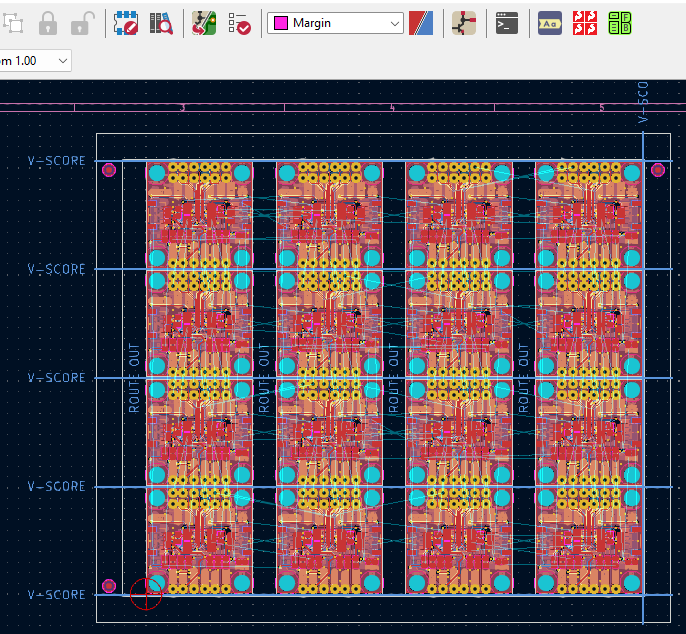 Margin
m 1.00
3
4
5
V-SCO
V-SCORE
V-SCORE
ROUTE OUT
ROUTE OUT
ROUTE OUT
ROUTE OUT
V-SCORE
V-SCORE
V-SCORE